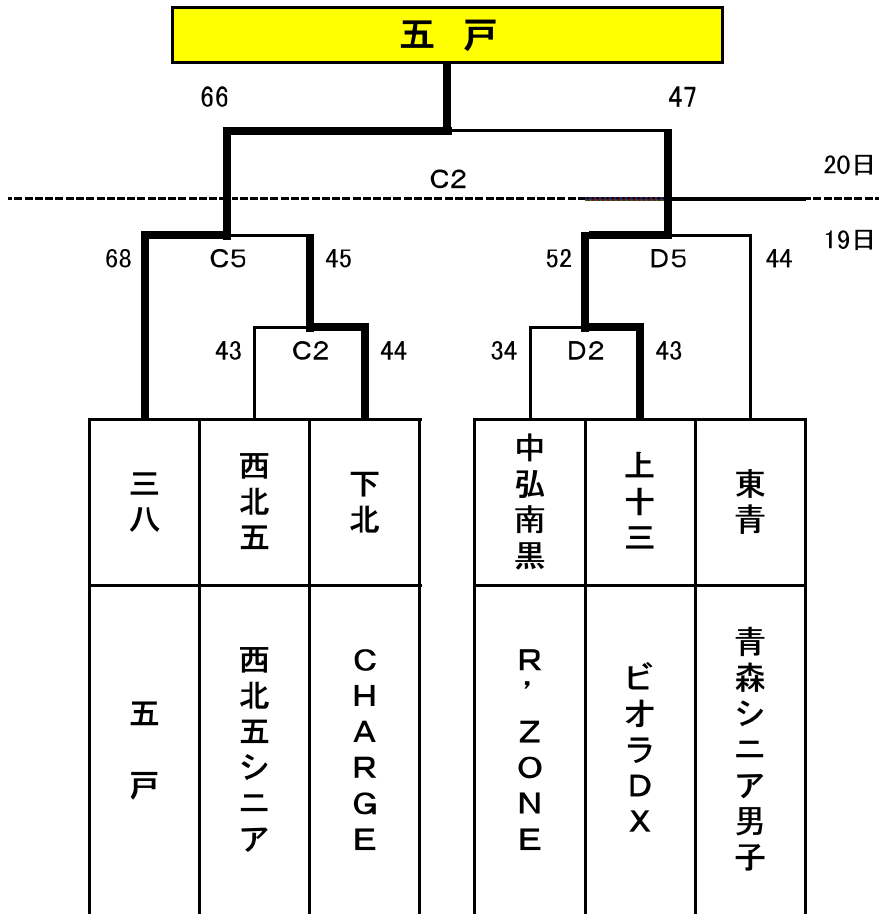 五 戸
66
47
20日
C2
19日
68
C5
45
52
D5
44
43
C2
44
34
D2
43
三八
西北五
下北
中弘南黒
上十三
東青
五 戸
西北五シニア
CHARGE
R’ZONE
ビオラDX
青森シニア男子